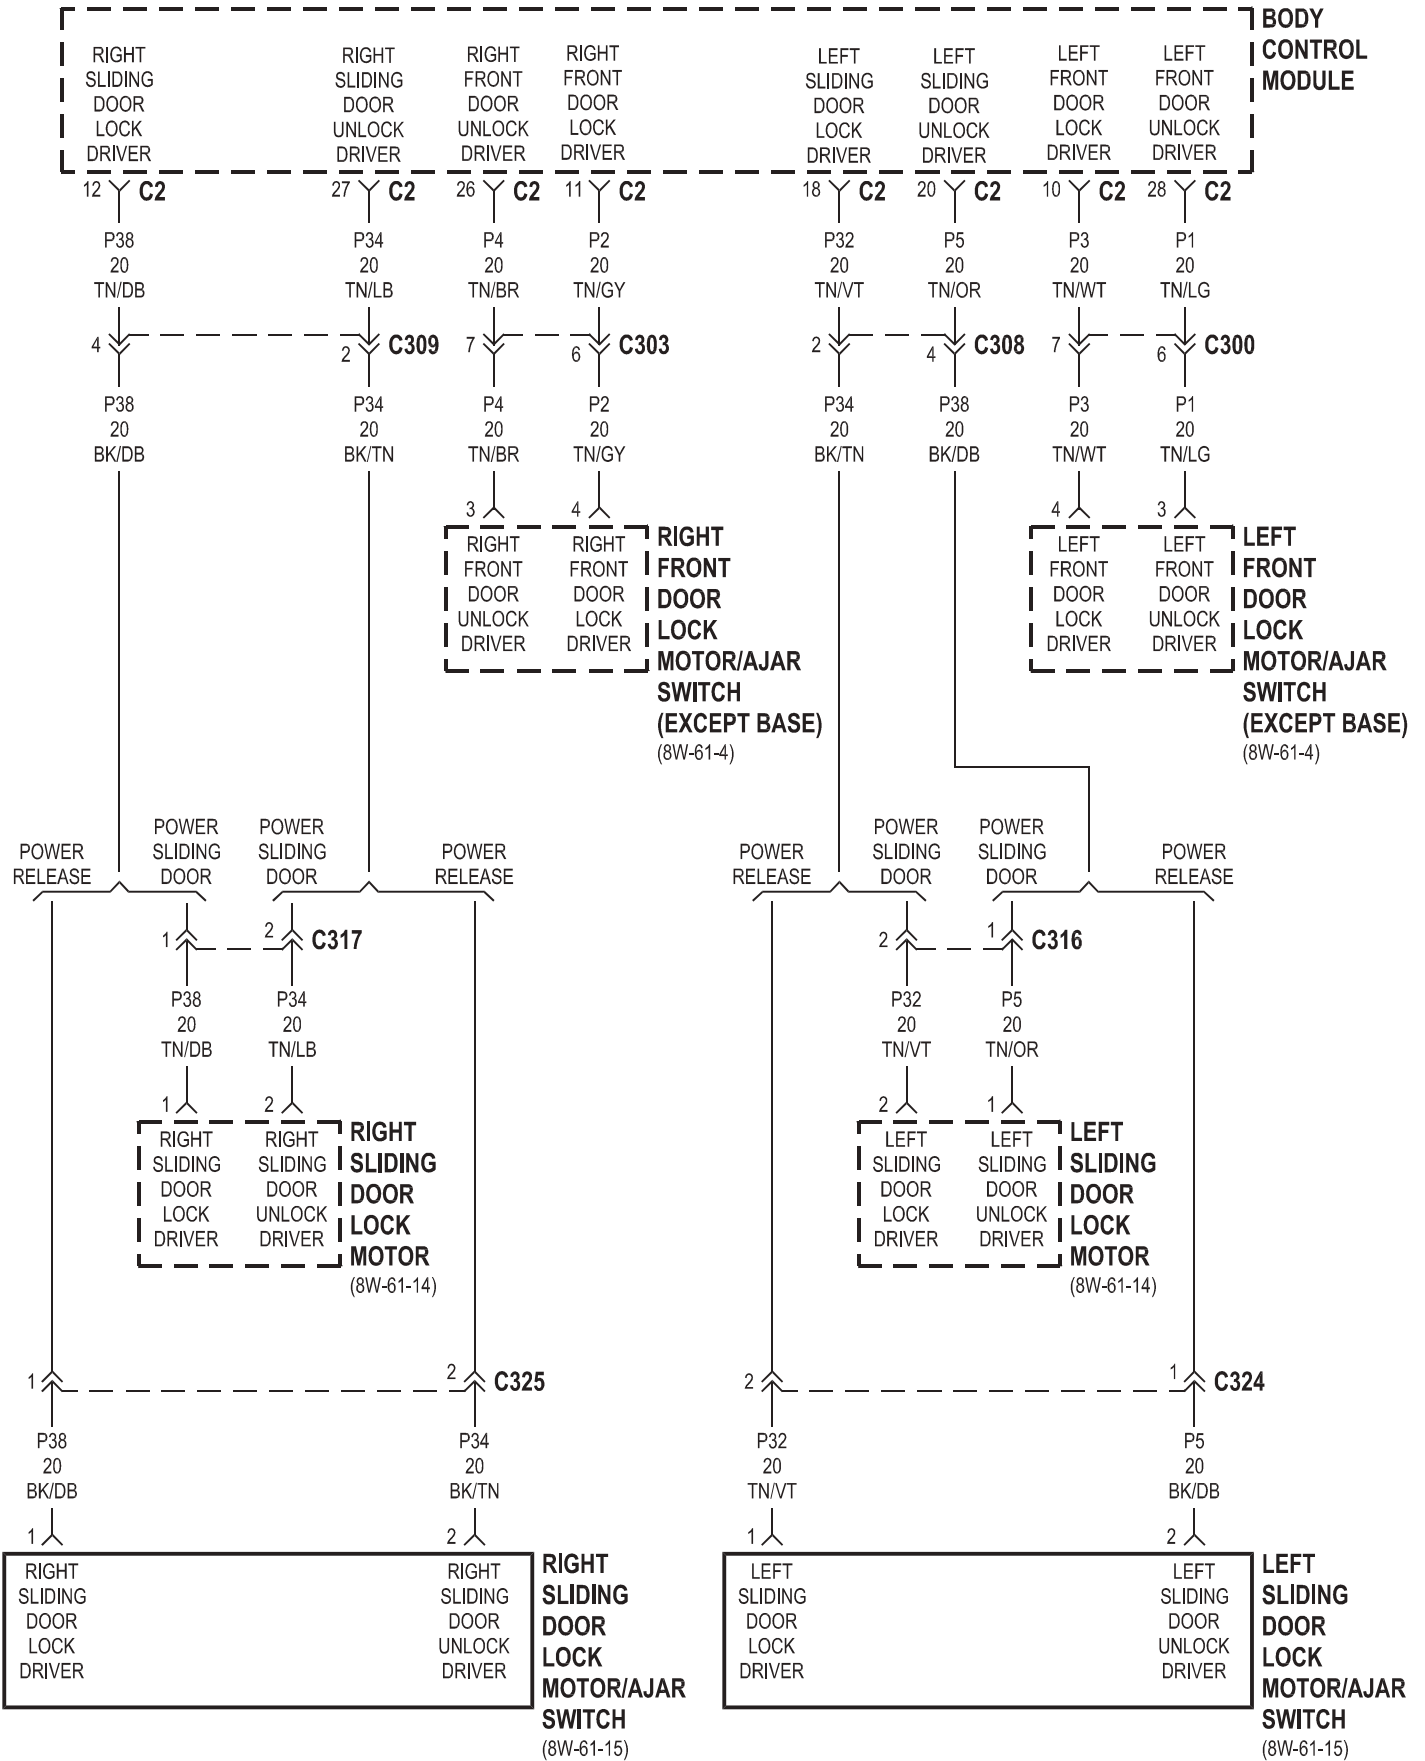 BODY
CONTROL
MODULE
RIGHT
SLIDING
DOOR
LOCK
DRIVER
RIGHT
SLIDING
DOOR
UNLOCK
DRIVER
RIGHT
FRONT
DOOR
UNLOCK
DRIVER
RIGHT
FRONT
DOOR
LOCK
DRIVER
LEFT
SLIDING
DOOR
LOCK
DRIVER
LEFT
SLIDING
DOOR
UNLOCK
DRIVER
LEFT
FRONT
DOOR
LOCK
DRIVER
LEFT
FRONT
DOOR
UNLOCK
DRIVER
12 C2
27 C2
26 C2
11 C2
18 C2
20 C2
10 C2
28 C2
P38
20
TN/DB
P34
20
TN/LB
P4
20
TN/BR
P2
20
TN/GY
P32
20
TN/VT
P5
20
TN/OR
P3
20
TN/WT
P1
20
TN/LG
4
2 C309
7
6 C303
2
4 C308
7
6 C300
P38
20
BK/DB
P34
20
BK/TN
P4
20
TN/BR
P2
20
TN/GY
P34
20
BK/TN
P38
20
BK/DB
P3
20
TN/WT
P1
20
TN/LG
3
4
4
3
RIGHT
FRONT
DOOR
UNLOCK
DRIVER
RIGHT
FRONT
DOOR
LOCK
DRIVER
RIGHT
FRONT
DOOR
LOCK
MOTOR/AJAR
SWITCH
(EXCEPT BASE)
(8W-61-4)
LEFT
FRONT
DOOR
LOCK
DRIVER
LEFT
FRONT
DOOR
UNLOCK
DRIVER
LEFT
FRONT
DOOR
LOCK
MOTOR/AJAR
SWITCH
(EXCEPT BASE)
(8W-61-4)
POWER
RELEASE
POWER
SLIDING
DOOR
POWER
SLIDING
DOOR
POWER
RELEASE
POWER
RELEASE
POWER
SLIDING
DOOR
POWER
SLIDING
DOOR
POWER
RELEASE
1
2 C317
2
1 C316
P38
20
TN/DB
P34
20
TN/LB
P32
20
TN/VT
P5
20
TN/OR
1
2
2
1
RIGHT
SLIDING
DOOR
LOCK
DRIVER
RIGHT
SLIDING
DOOR
UNLOCK
DRIVER
RIGHT
SLIDING
DOOR
LOCK
MOTOR
(8W-61-14)
LEFT
SLIDING
DOOR
LOCK
DRIVER
LEFT
SLIDING
DOOR
UNLOCK
DRIVER
LEFT
SLIDING
DOOR
LOCK
MOTOR
(8W-61-14)
1
2 C325
2
1 C324
P38
20
BK/DB
P34
20
BK/TN
P32
20
TN/VT
P5
20
BK/DB
1
2
1
2
RIGHT
SLIDING
DOOR
LOCK
DRIVER
RIGHT
SLIDING
DOOR
UNLOCK
DRIVER
RIGHT
SLIDING
DOOR
LOCK
MOTOR/AJAR
SWITCH
(8W-61-15)
LEFT
SLIDING
DOOR
LOCK
DRIVER
LEFT
SLIDING
DOOR
UNLOCK
DRIVER
LEFT
SLIDING
DOOR
LOCK
MOTOR/AJAR
SWITCH
(8W-61-15)